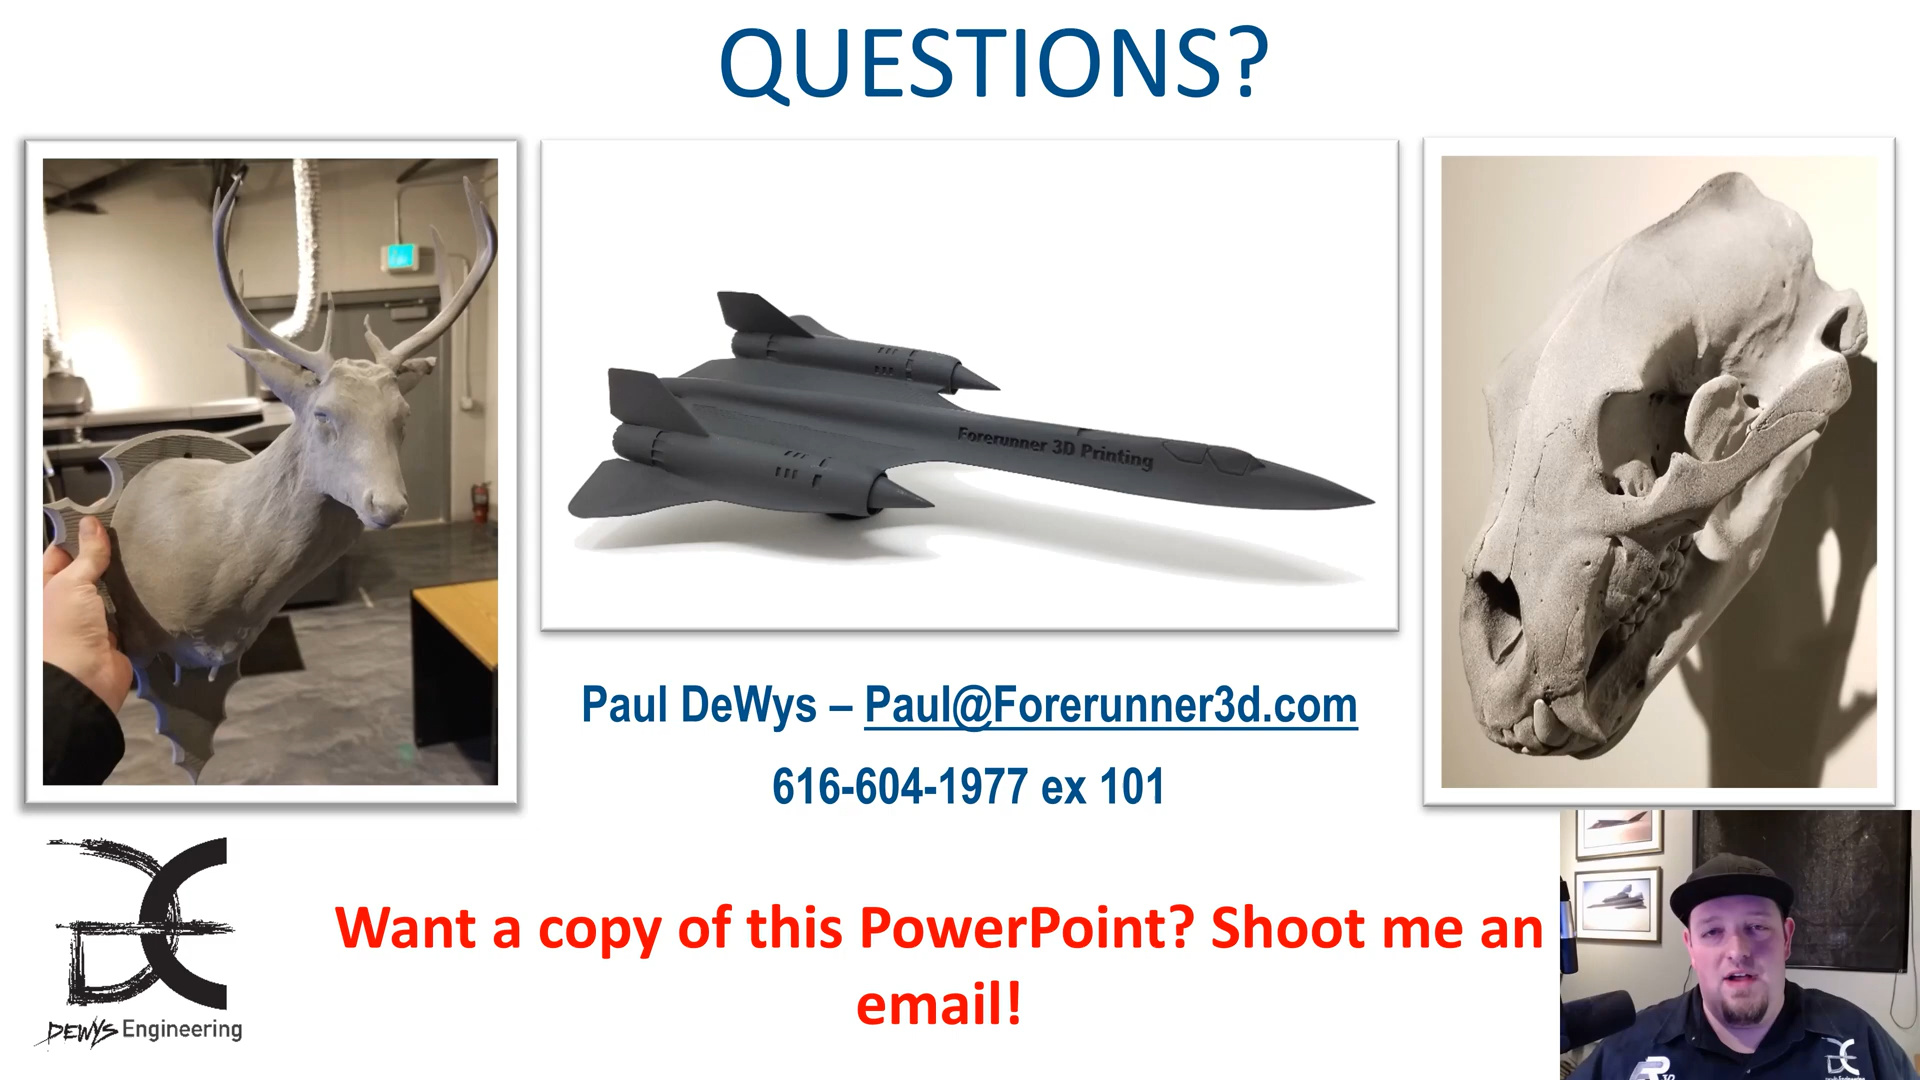 QUESTIONS?
Forerunner 3D Printing
Paul DeWys – Paul@Forerunner3d.com
616-604-1977 ex 101
Want a copy of this PowerPoint? Shoot me an
email!
DEWYS Engineering